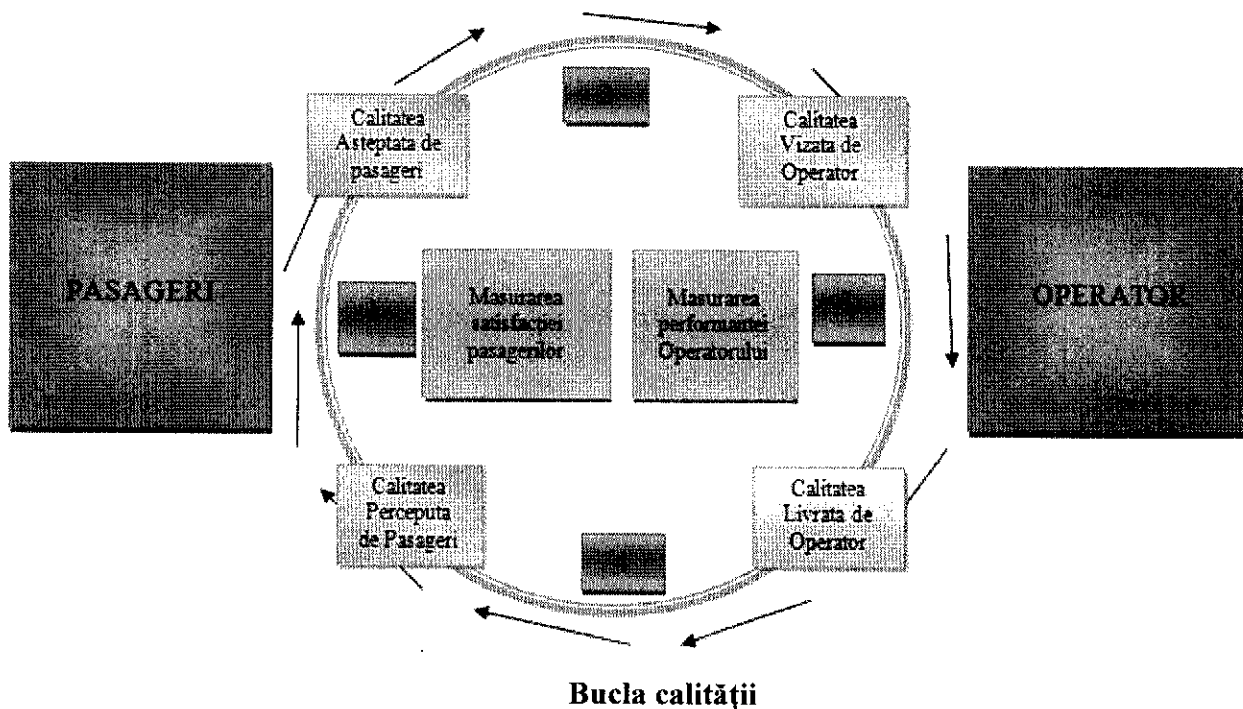 Calitatea
Asteptata de
pasageri
Calitatea
Vizata de
Operator
PASAGERI
Masurarea
satisfactiei
pasagerilor
Masurarea
performantei
Operatorului
OPERATOR
Calitatea
Perceputa
de Pasageri
Calitatea
Livrata de
Operator
Bucla calității